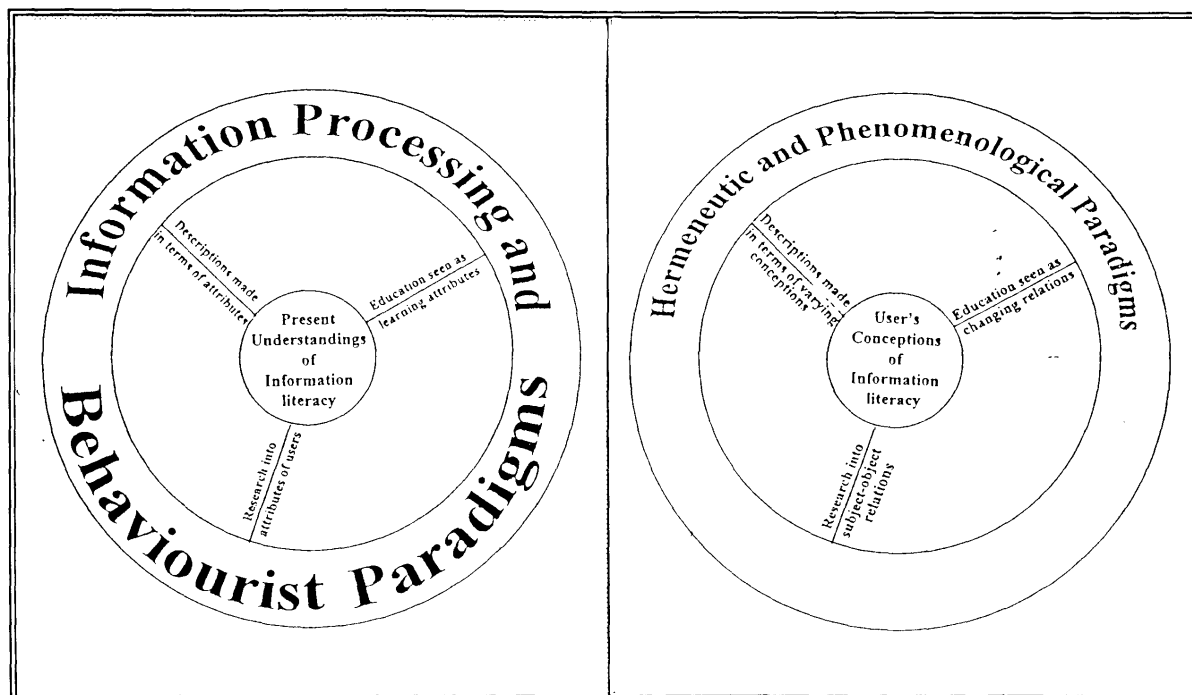 Information Processing and
Behaviourist Paradigms
Descriptions made
in terms of attributes
Education seen as
learning attributes
Research into
attributes of users
Present
Understandings
of
Information
literacy
Hermeneutic and Phenomenological Paradigms
Descriptions made
in terms of varying
conceptions
Education seen as
changing relations
Research into
subject-object
relations
User's
Conceptions
of
Information
literacy